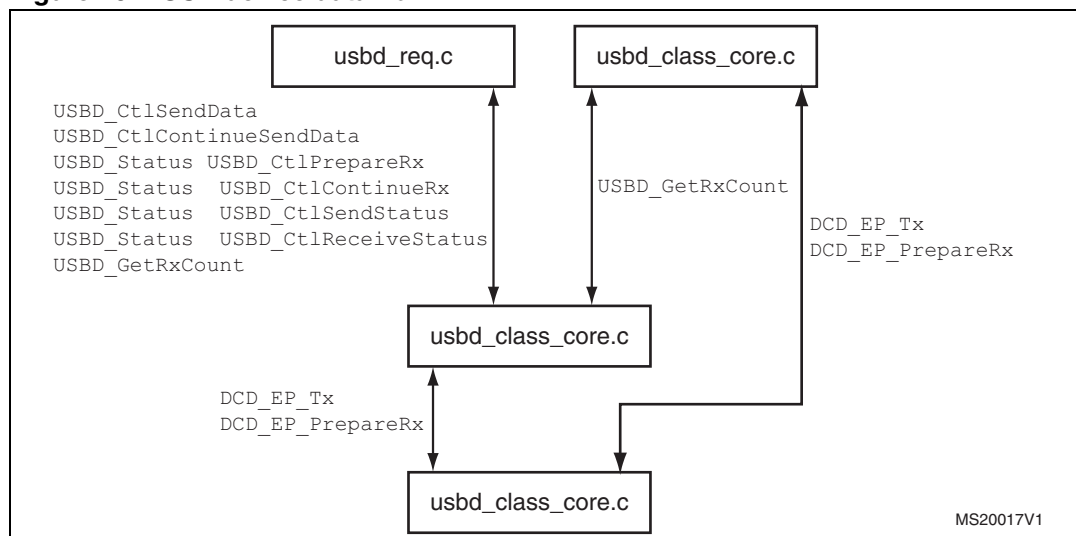 usbd_req.c
usbd_class_core.c
USBD_CtlSendData
USBD_CtlContinueSendData
USBD_Status USBD_CtlPrepareRx
USBD_Status  USBD_CtlContinueRx
USBD_Status  USBD_CtlSendStatus
USBD_Status  USBD_CtlReceiveStatus
USBD_GetRxCount
USBD_GetRxCount
DCD_EP_Tx
DCD_EP_PrepareRx
usbd_class_core.c
DCD_EP_Tx
DCD_EP_PrepareRx
usbd_class_core.c
MS20017V1